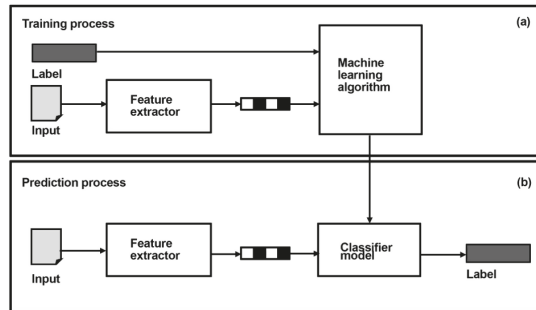 Training process
(a)
Label
Input
Feature
extractor
Machine
learning
algorithm
Prediction process
(b)
Input
Feature
extractor
Classifier
model
Label